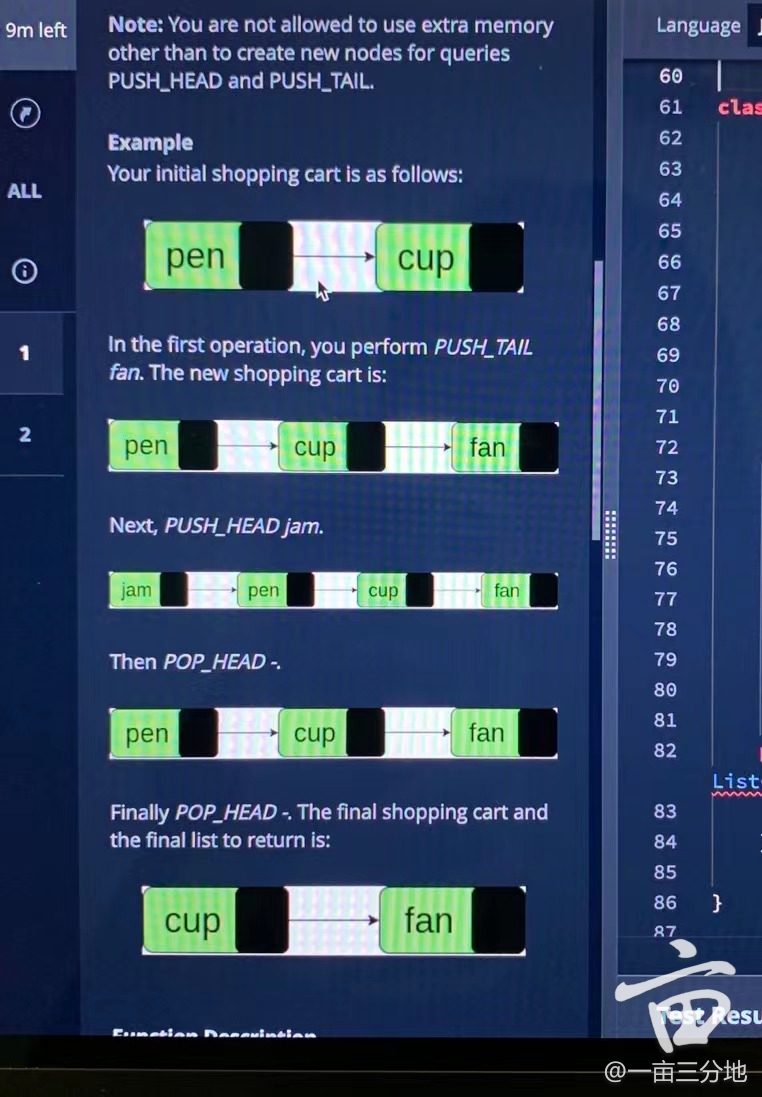 9m left
ALL
1
2
Note: You are not allowed to use extra memory
other than to create new nodes for queries
PUSH_HEAD and PUSH_TAIL.
Example
Your initial shopping cart is as follows:
pen cup
In the first operation, you perform PUSH_TAIL
fan. The new shopping cart is:
pen cup fan
Next, PUSH_HEAD jam.
jam pen cup fan
Then POP_HEAD -.
pen cup fan
Finally POP_HEAD -. The final shopping cart and
the final list to return is:
cup fan
Function Description
Language
60
61 clas
62
63
64
65
66
67
68
69
70
71
72
73
74
75
76
77
78
79
80
81
82
List
83
84
85
86 }
87
Test Resu
@一亩三分地